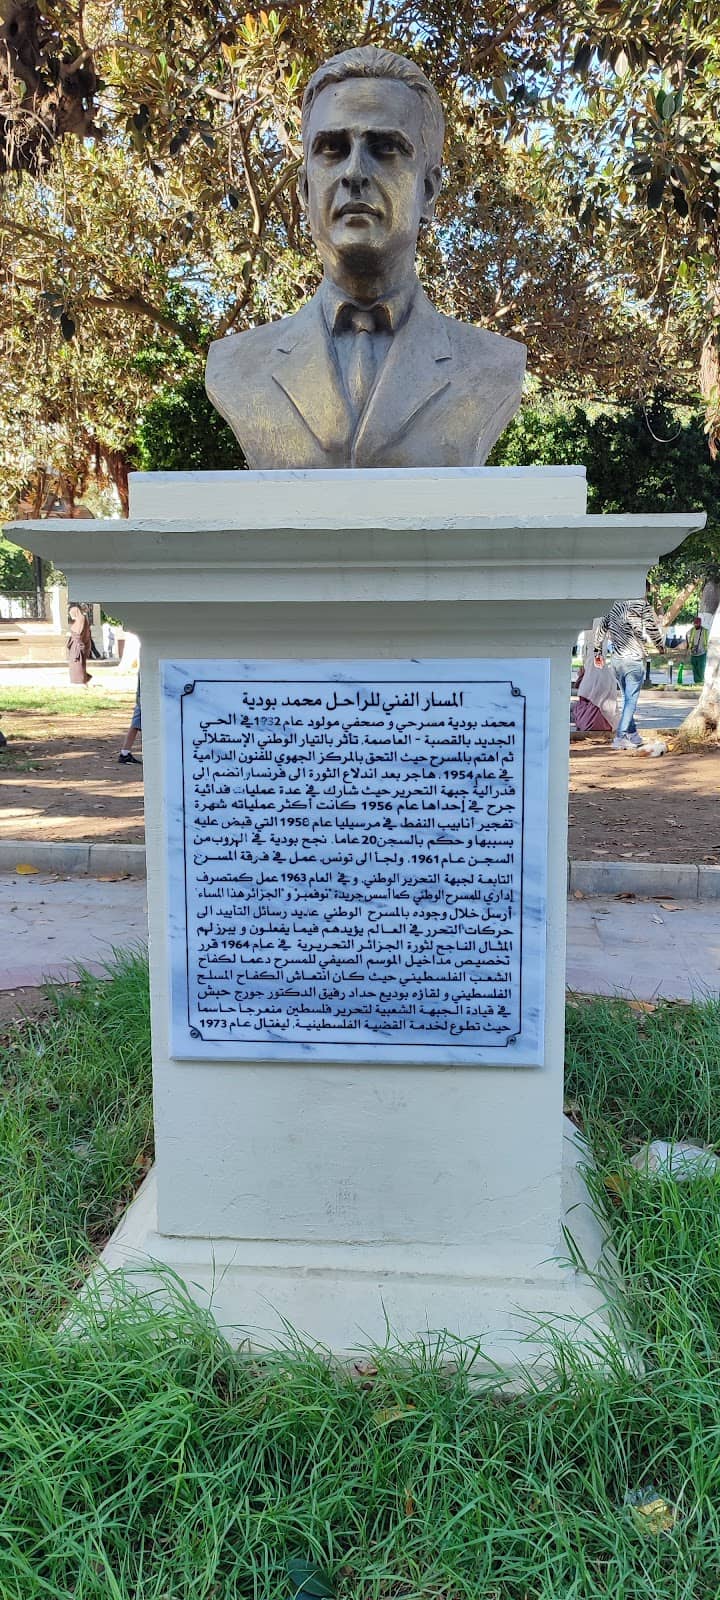 المسار الفني للراحل محمد بودية
محمد بودية مسرحي و صحفي مولود عام 1932 في الحي
الجديد بالقصبة - العاصمة، تأثر بالتيار الوطني الإستقلالي
ثم اهتم بالمسرح حيث التحق بالمركز الجهوي للفنون الدرامية
في عام 1954. هاجر بعد اندلاع الثورة الى فرنسا، انضم إلى
فدرالية جبهة التحرير حيث شارك في عدة عمليات فدائية
جرح في إحداها عام 1956 كانت أكثر عملياته شهرة
تفجير أنابيب النفط في مرسيليا عام 1958 التي قبض عليه
بسببها و حكم بالسجن 20 عاما. نجح بودية في الهروب من
السجن عام 1961. ولجأ الى تونس، عمل في فرقة المسرح
التابعة لجبهة التحرير الوطني. و في العام 1963 عمل كمتصرف
إداري للمسرح الوطني كما أسس جريدة "نوفمبر" و "الجزائر هذا المساء"
أرسل خلال وجوده بالمسرح الوطني عديد رسائل التأييد الى
حركات التحرر في العالم يؤيدهم فيما يفعلون و يبرز لهم
المثال الناجح لثورة الجزائر التحريرية في عام 1964 قرر
تخصيص مداخيل الموسم الصيفي للمسرح دعما لكفاح
الشعب الفلسطيني حيث كان انتعاش الكفاح المسلح
الفلسطيني و لقاؤه بوديع حداد رفيق الدكتور جورج حبش
في قيادة الجبهة الشعبية لتحرير فلسطين منعرجا حاسما
حيث تطوع لخدمة القضية الفلسطينية. ليغتال عام 1973